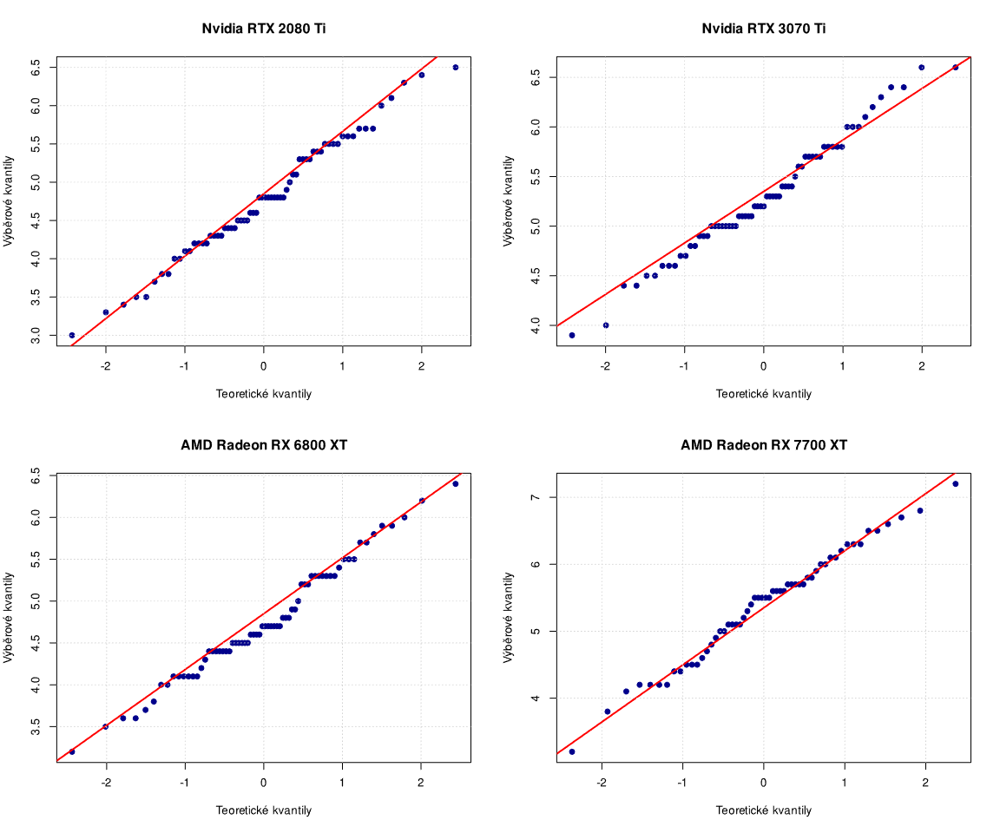 Nvidia RTX 2080 Ti
Výběrové kvantily
6.5
6.0
5.5
5.0
4.5
4.0
3.5
3.0
-2 -1 0 1 2
Teoretické kvantily
Nvidia RTX 3070 Ti
Výběrové kvantily
6.5
6.0
5.5
5.0
4.5
4.0
-2 -1 0 1 2
Teoretické kvantily
AMD Radeon RX 6800 XT
Výběrové kvantily
6.5
6.0
5.5
5.0
4.5
4.0
3.5
-2 -1 0 1 2
Teoretické kvantily
AMD Radeon RX 7700 XT
Výběrové kvantily
7
6
5
4
-2 -1 0 1 2
Teoretické kvantily